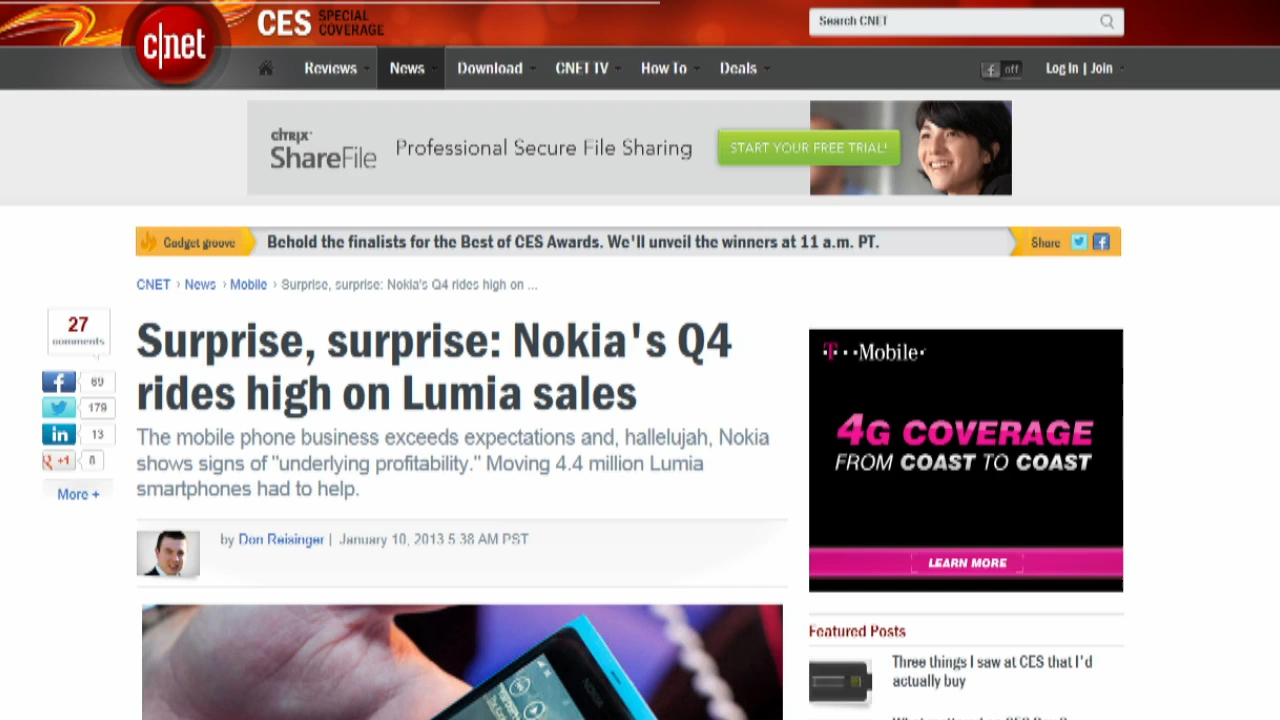 CES SPECIAL COVERAGE
Search CNET
c|net
Reviews News Download CNET TV How To Deals
f off Log In | Join
citrix
ShareFile
Professional Secure File Sharing
START YOUR FREE TRIAL!
Gadget groove
Behold the finalists for the Best of CES Awards. We'll unveil the winners at 11 a.m. PT.
Share
CNET › News › Mobile › Surprise, surprise: Nokia's Q4 rides high on ...
27
comments
69
179
in 13
+1 8
More +
Surprise, surprise: Nokia's Q4
rides high on Lumia sales
The mobile phone business exceeds expectations and, hallelujah, Nokia
shows signs of "underlying profitability." Moving 4.4 million Lumia
smartphones had to help.
by Don Reisinger | January 10, 2013 5:38 AM PST
NOKIA
T··Mobile·
4G COVERAGE
FROM COAST TO COAST
LEARN MORE
Featured Posts
Three things I saw at CES that I'd
actually buy